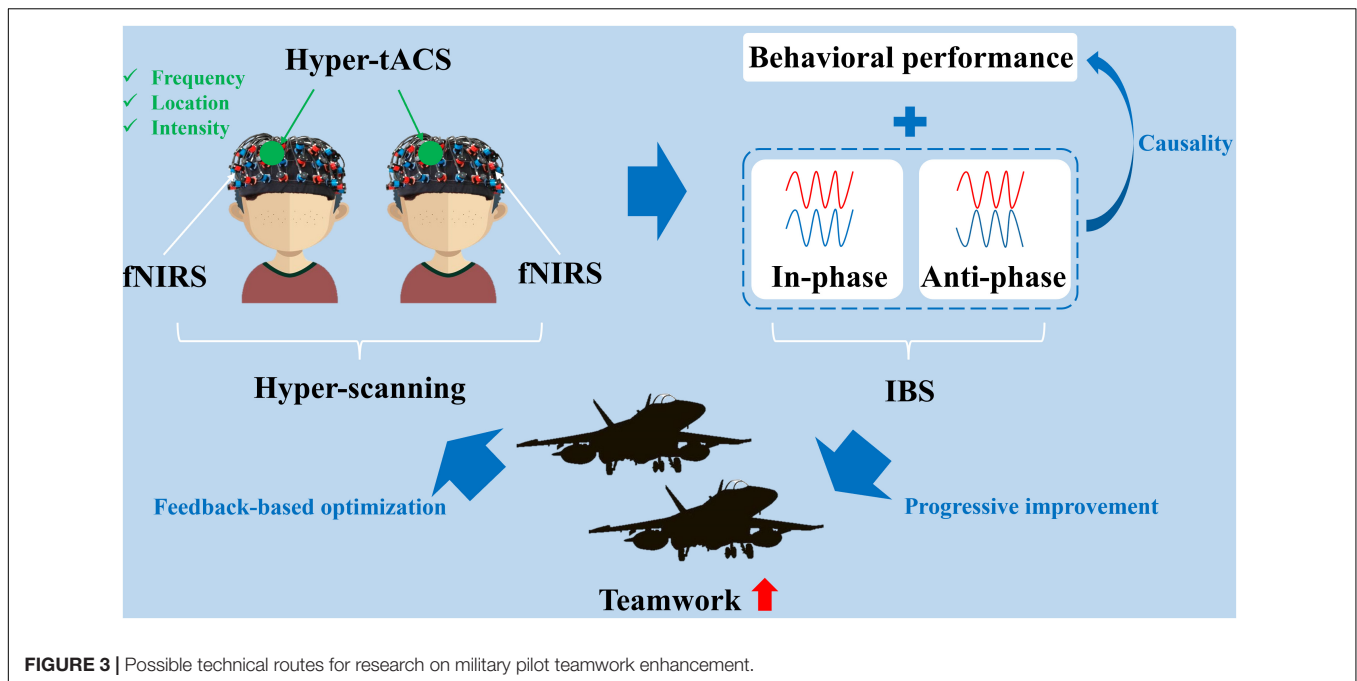 Hyper-tACS
✓ Frequency
✓ Location
✓ Intensity
fNIRS
fNIRS
Hyper-scanning
Behavioral performance
Causality
In-phase
Anti-phase
IBS
Feedback-based optimization
Progressive improvement
Teamwork
FIGURE 3 | Possible technical routes for research on military pilot teamwork enhancement.